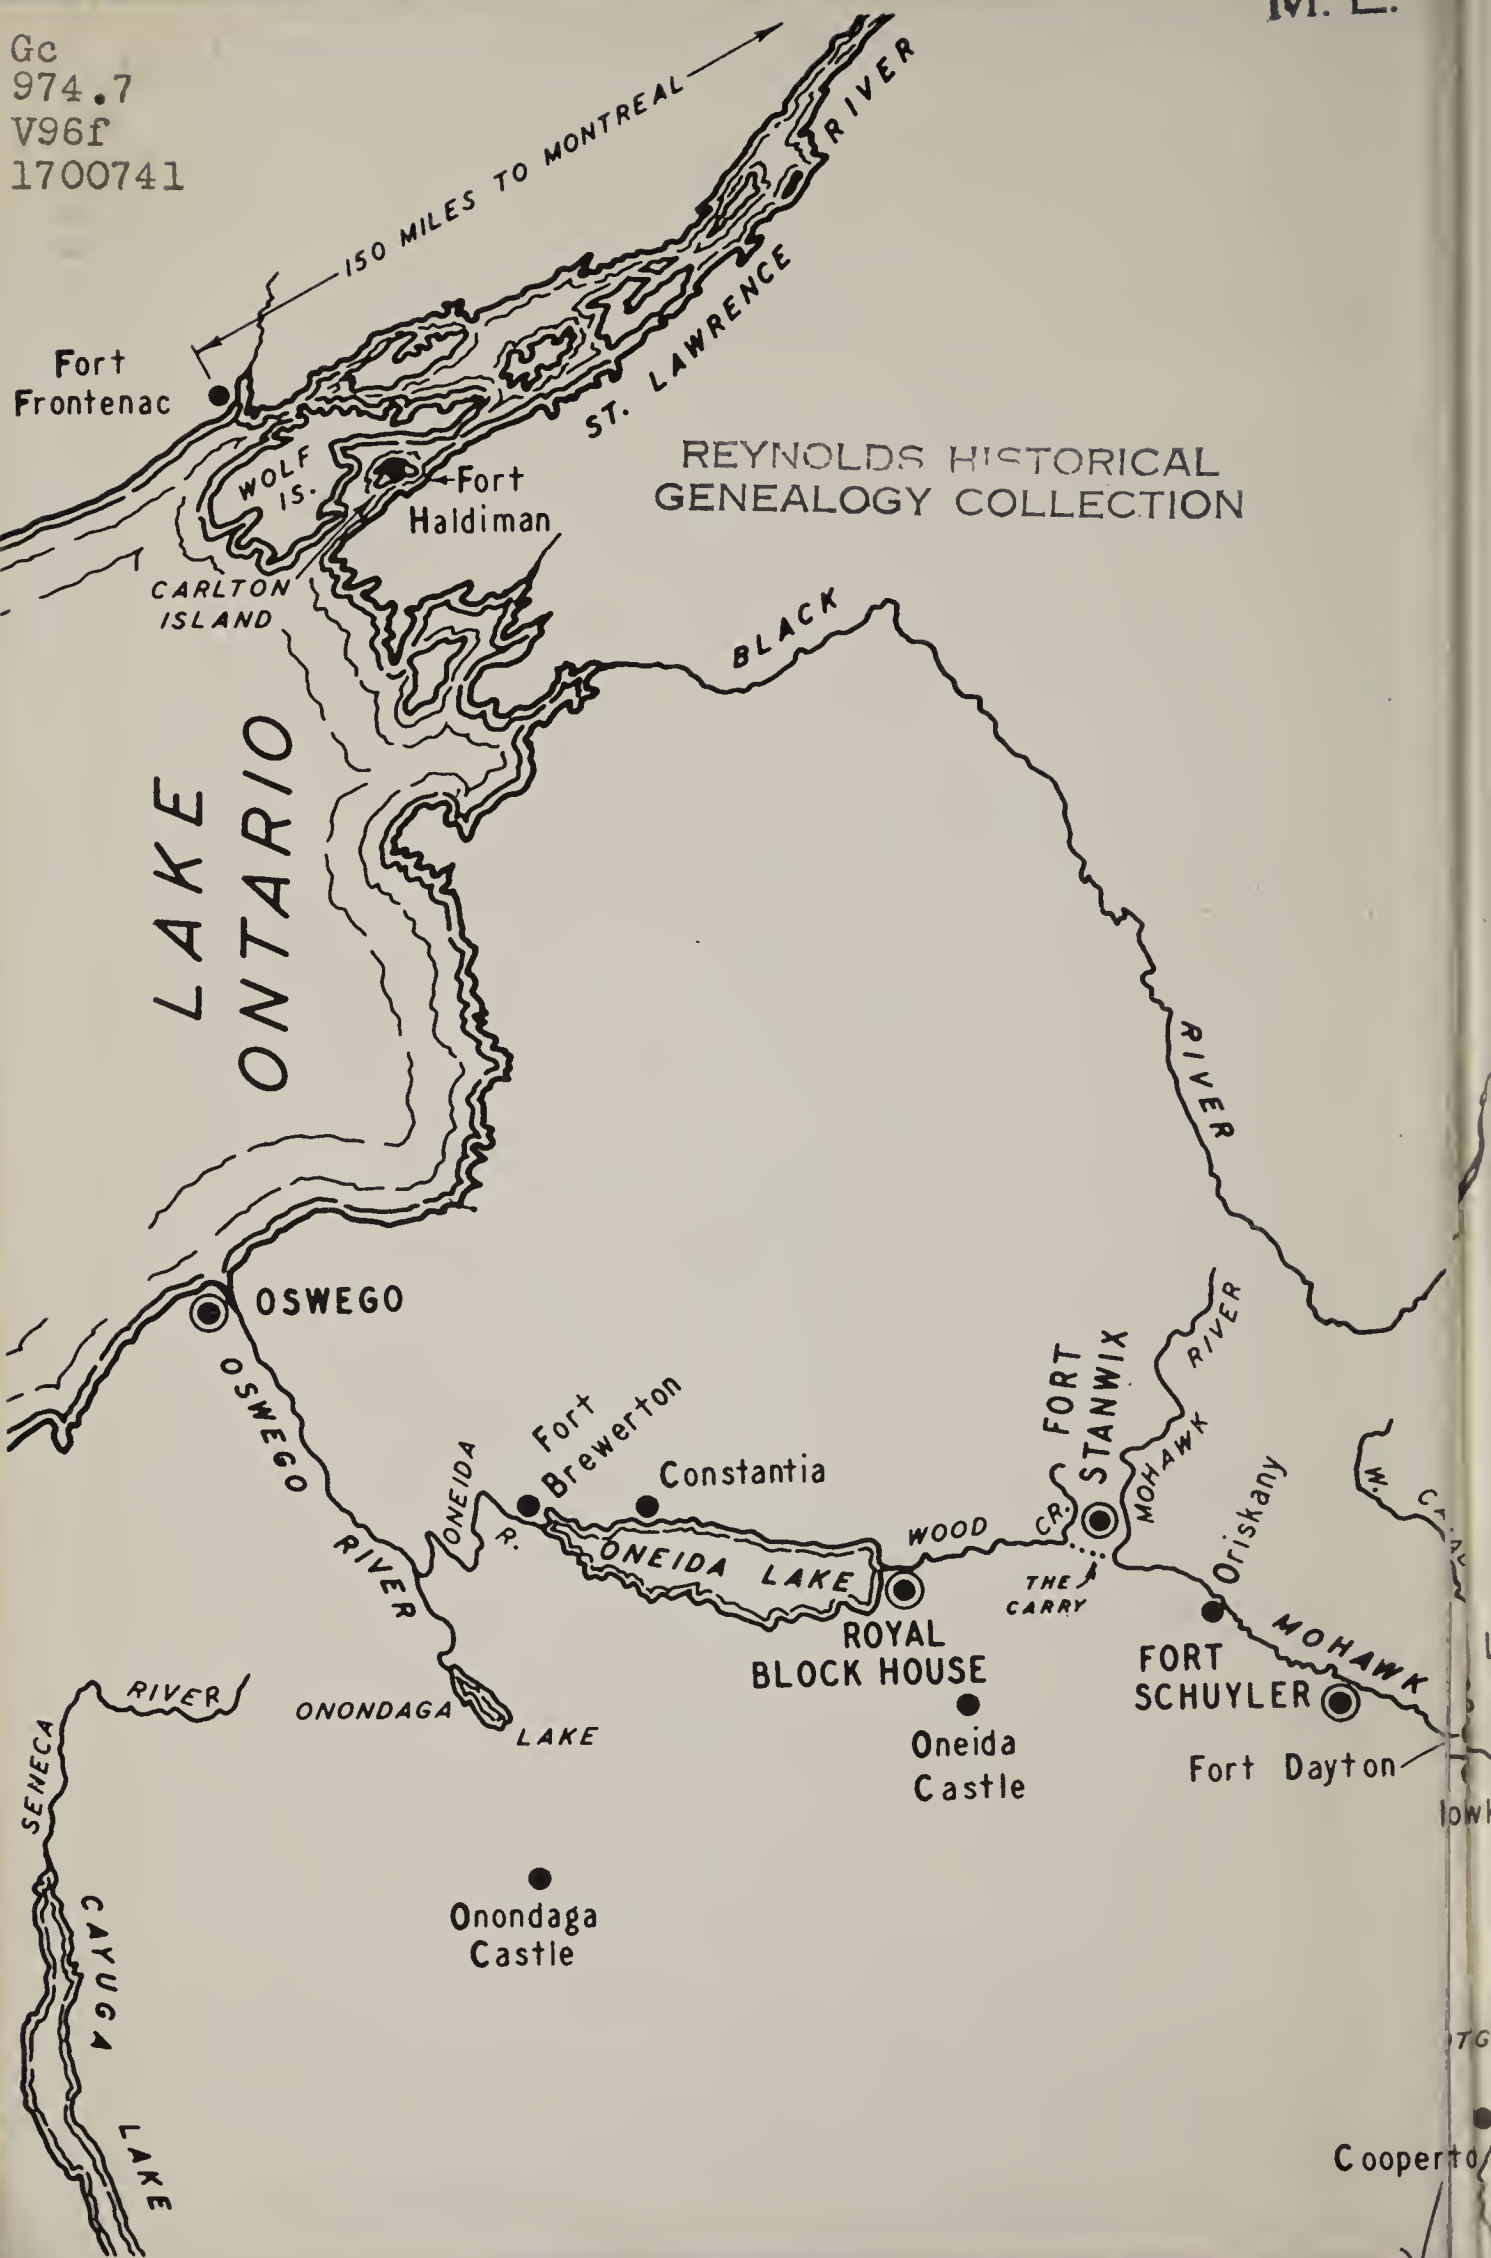 M. L.
Gc
974.7
V96f
1700741
150 MILES TO MONTREAL
RIVER
ST. LAWRENCE
Fort
Frontenac
WOLF
IS.
Fort
Haldiman
REYNOLDS HISTORICAL
GENEALOGY COLLECTION
CARLTON
ISLAND
BLACK
RIVER
LAKE
ONTARIO
OSWEGO
OSWEGO
RIVER
ONEIDA
R.
Fort
Brewerton
Constantia
ONEIDA LAKE
WOOD
CR.
FORT
STANWIX
RIVER
MOHAWK
Oriskany
W.
THE
CARRY
ROYAL
BLOCK HOUSE
MOHAWK
FORT
SCHUYLER
Fort Dayton
Oneida
Castle
ONONDAGA
LAKE
SENECA
RIVER
Onondaga
Castle
CAYUGA
LAKE